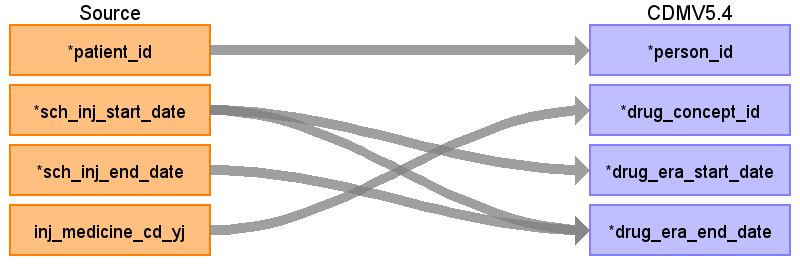 Source CDMV5.4
*patient_id *person_id
*sch_inj_start_date *drug_concept_id
*sch_inj_end_date *drug_era_start_date
inj_medicine_cd_yj *drug_era_end_date